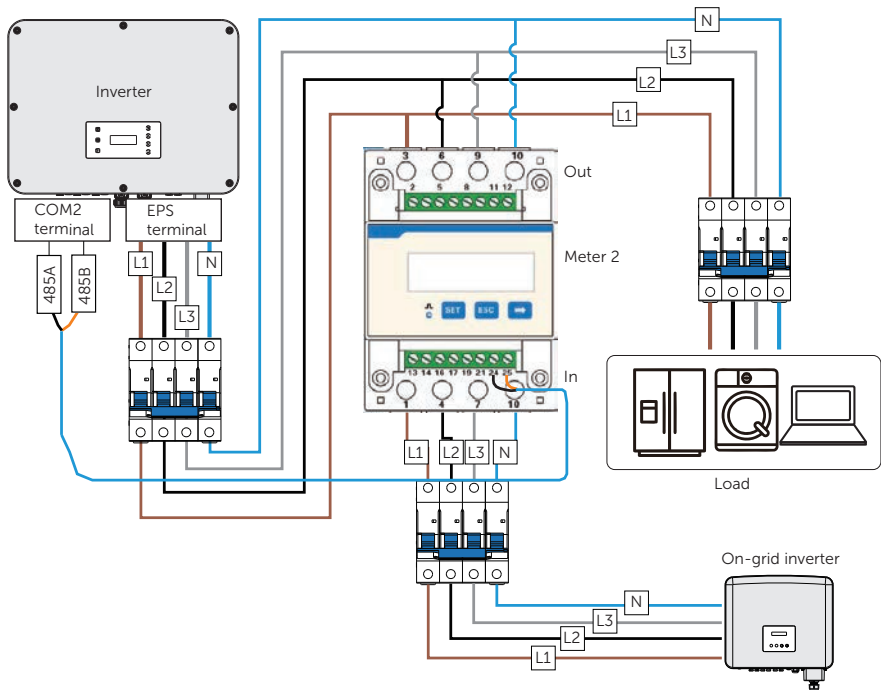 N
L3
L2
L1
Inverter
COM2
terminal
EPS
terminal
485A
485B
L1
N
L2
L3
3 6 9 10
Out
2 5 8 11 12
Meter 2
SET ESC
In
13 14 16 17 19 21 24 25
1 4 7 10
L1 L2 L3 N
Load
On-grid inverter
N
L3
L2
L1